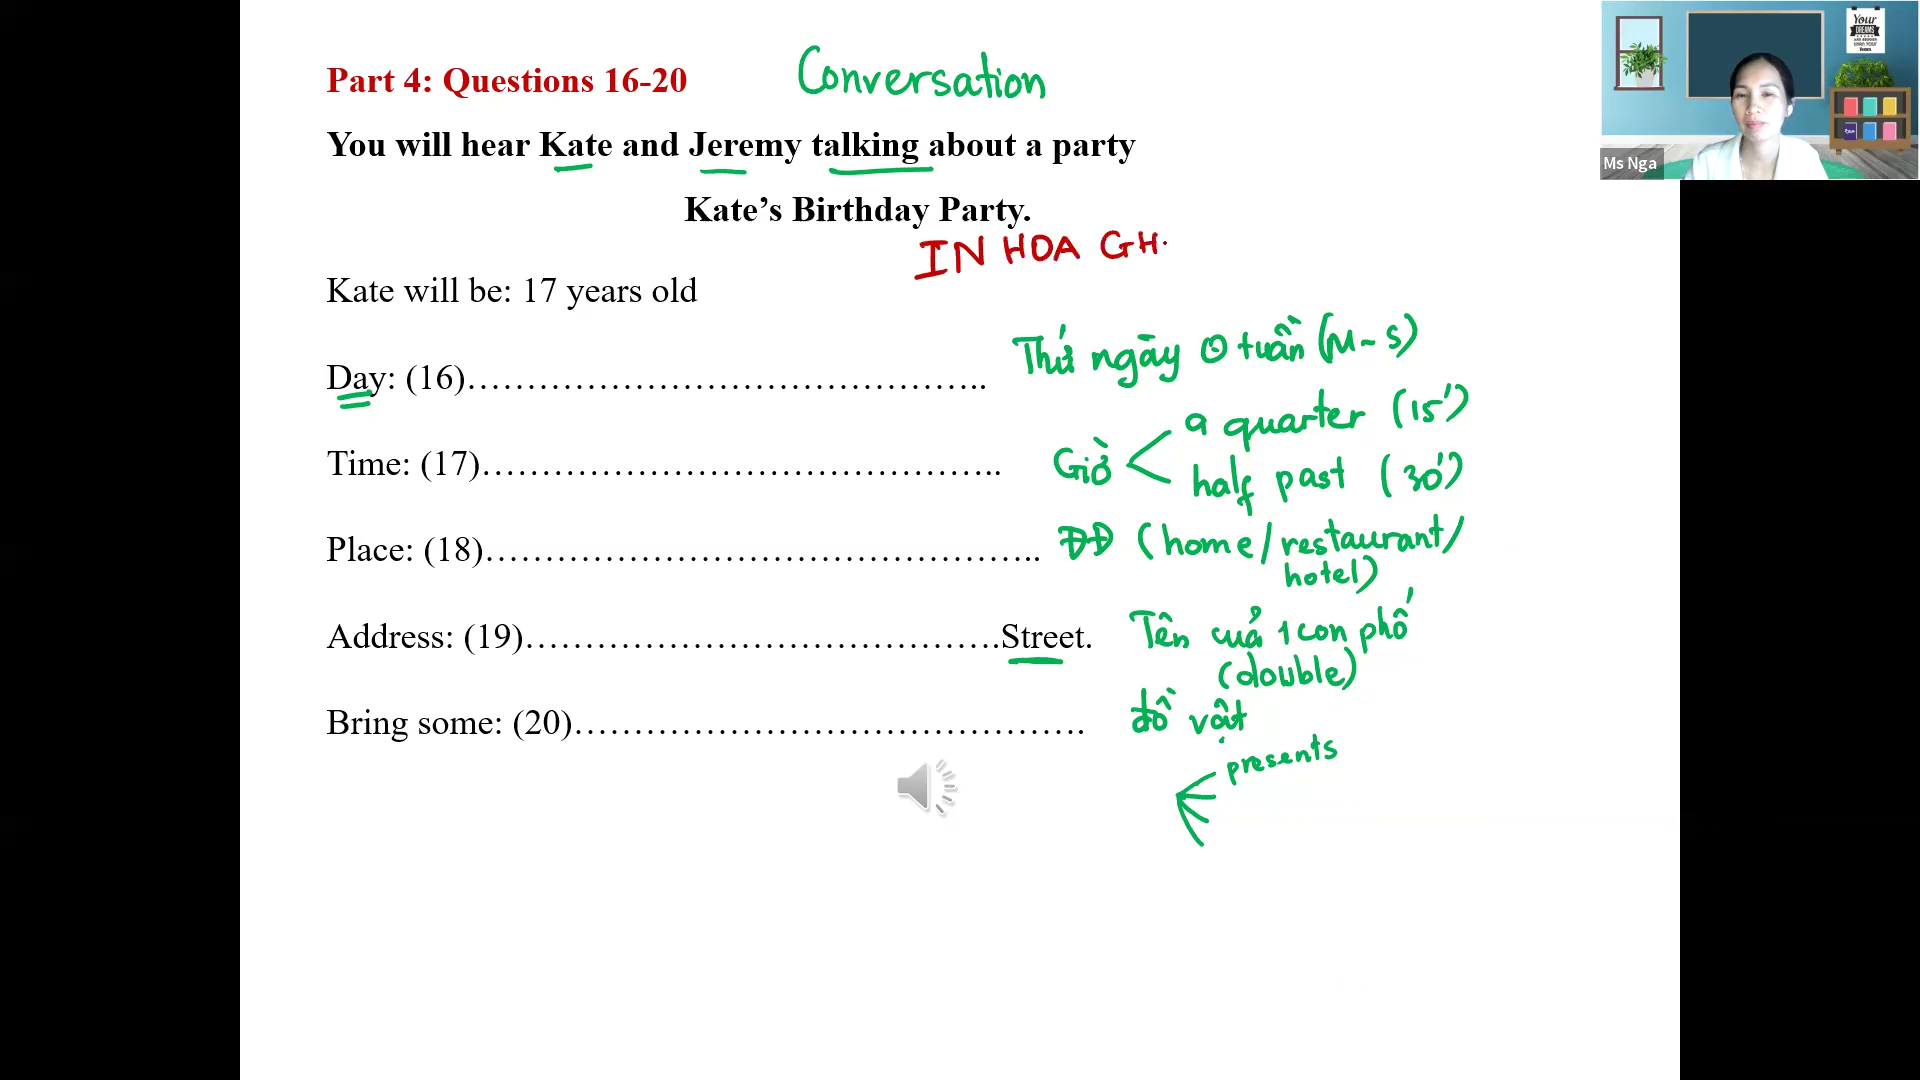 Part 4: Questions 16-20 Conversation
Your
DREAMS
You will hear Kate and Jeremy talking about a party
Ms Nga
Kate’s Birthday Party.
IN HOA GH
Kate will be: 17 years old
Thứ ngày ⊙ tuần (M ~ S)
Day: (16)………………………………………..
a quarter (15')
Time: (17)……………………………………….. Giờ
half past (30')
Place: (18)…………………………………………….. ĐĐ (home/restaurant/
hotel)
Address: (19)……………………………………….Street. Tên cuả 1 con phố
(double)
Bring some: (20)………………………………………. đồ vật
presents